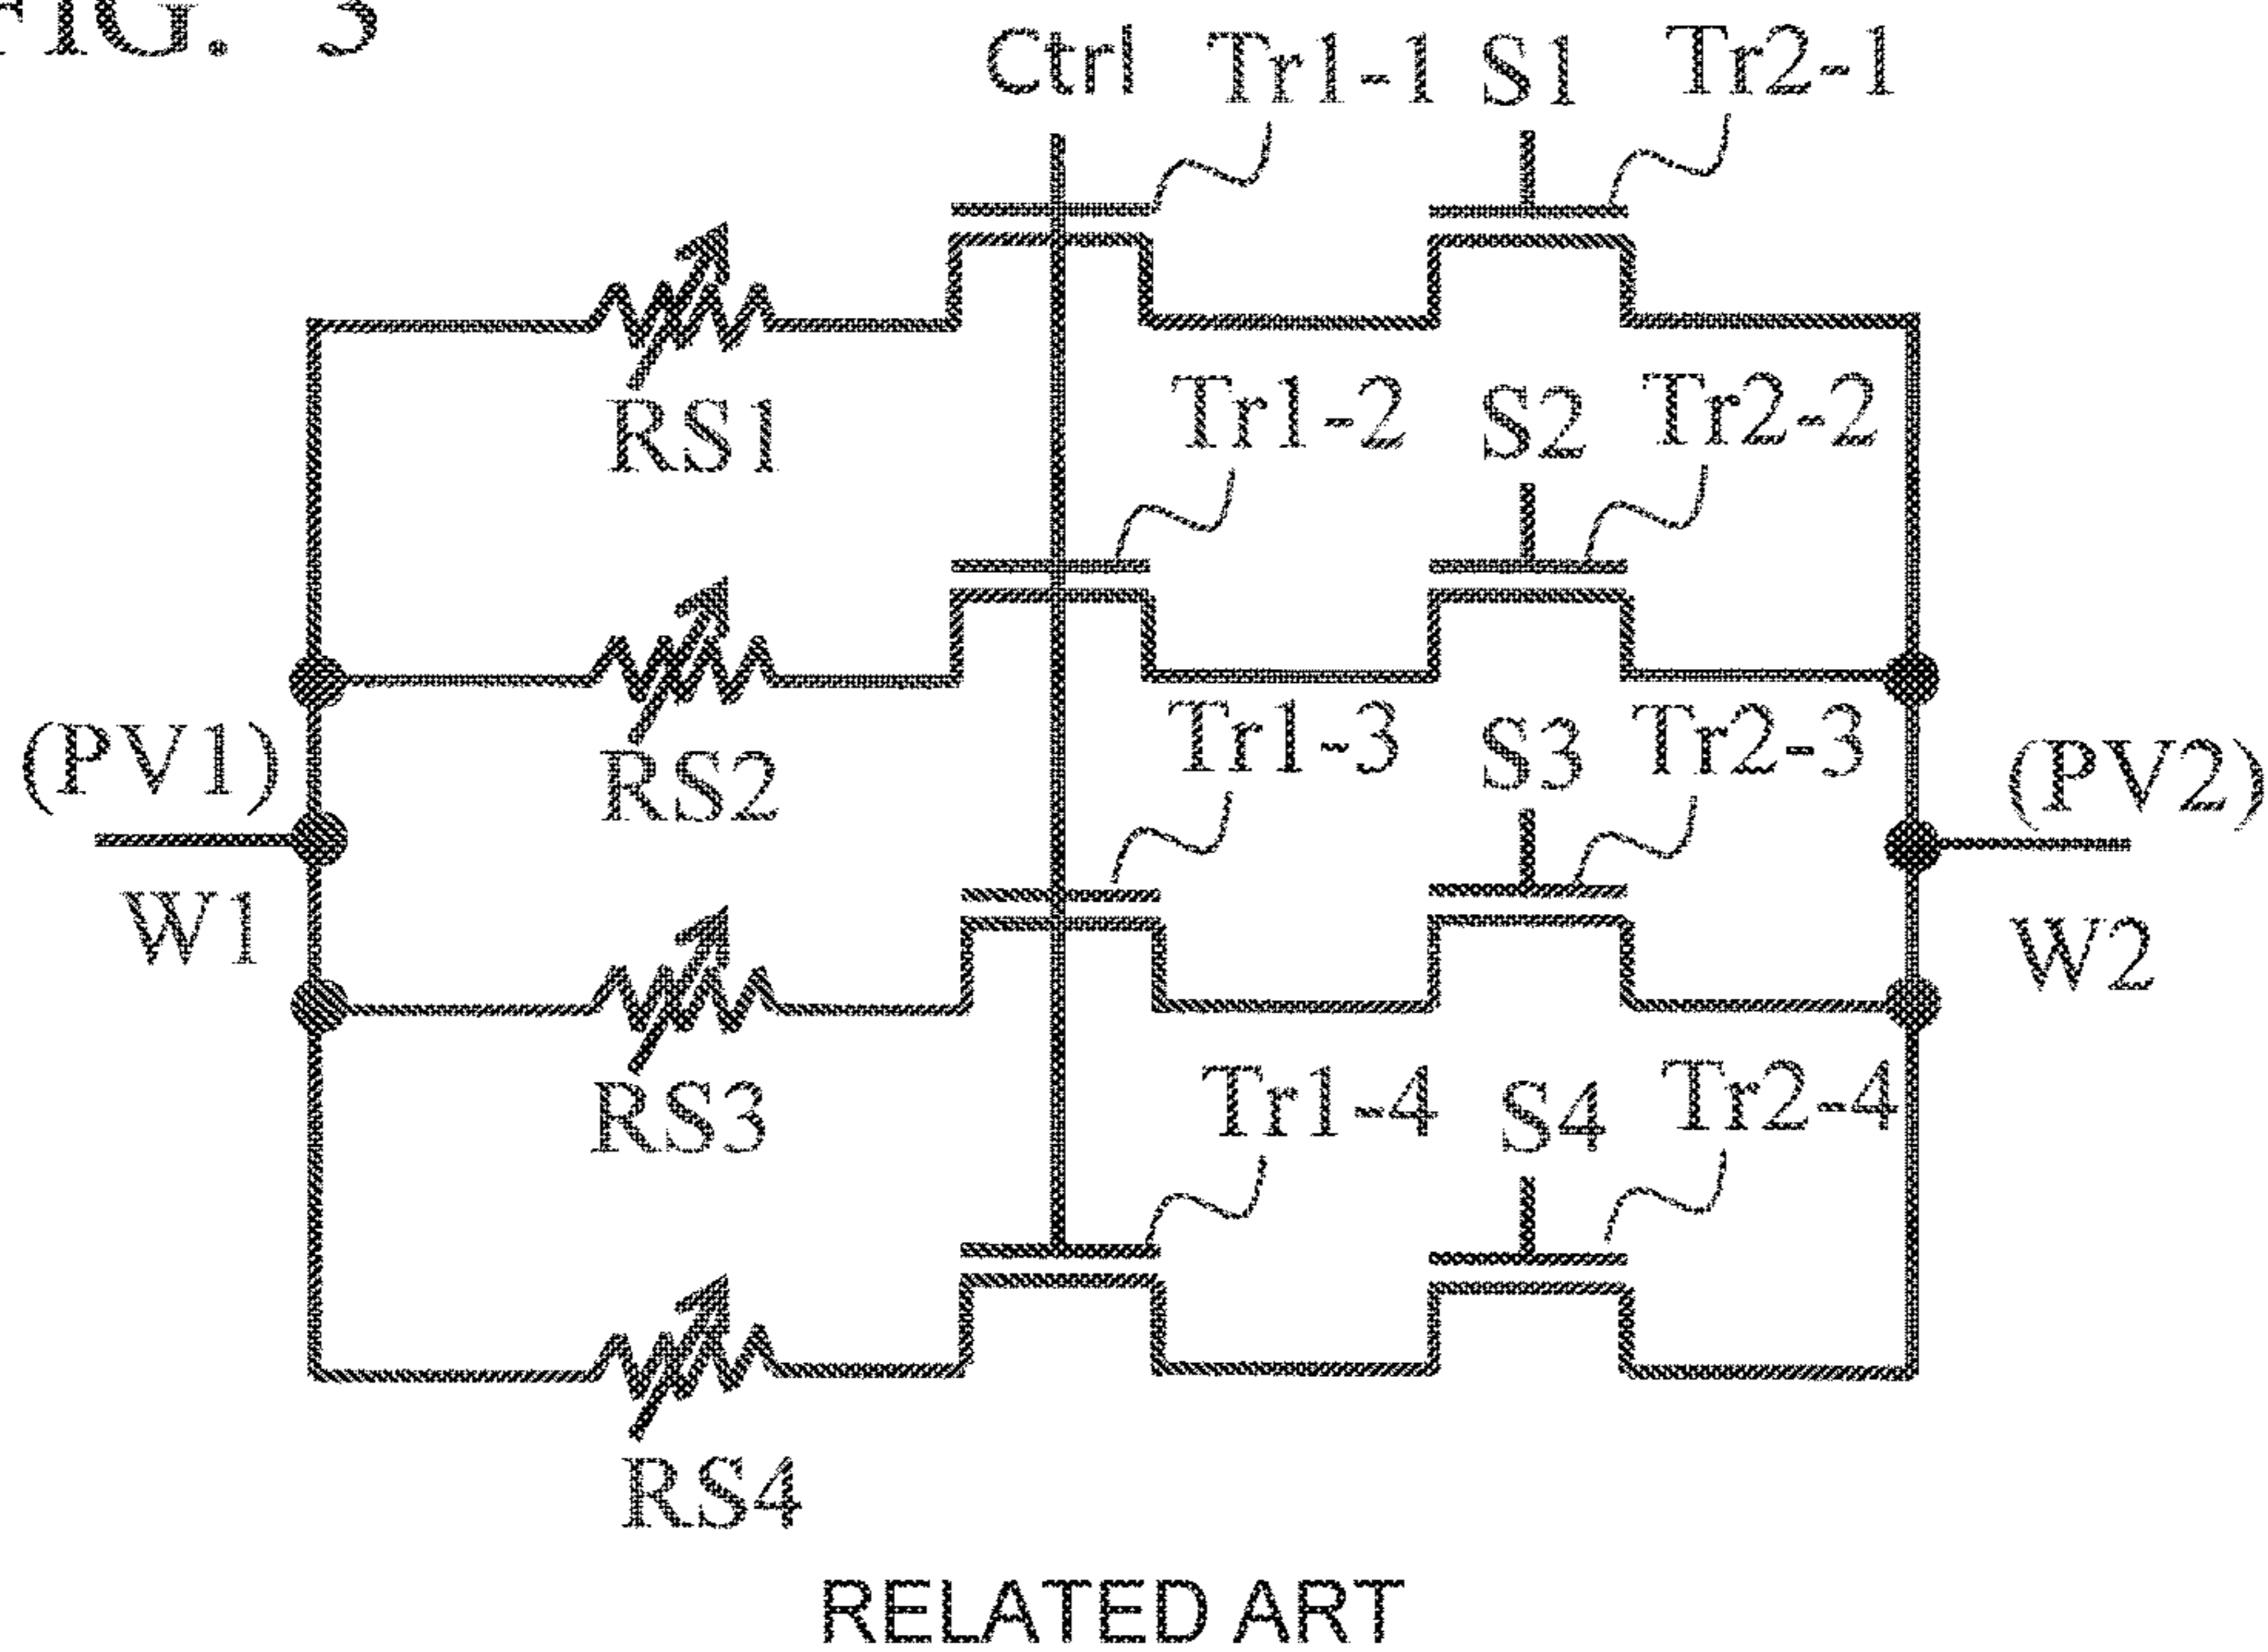 FIG. 3
Ctrl Tr1-1 S1 Tr2-1
RS1 Tr1-2 S2 Tr2-2
(PV1) RS2 Tr1-3 S3 Tr2-3 (PV2)
W1 W2
RS3 Tr1-4 S4 Tr2-4
RS4
RELATED ART